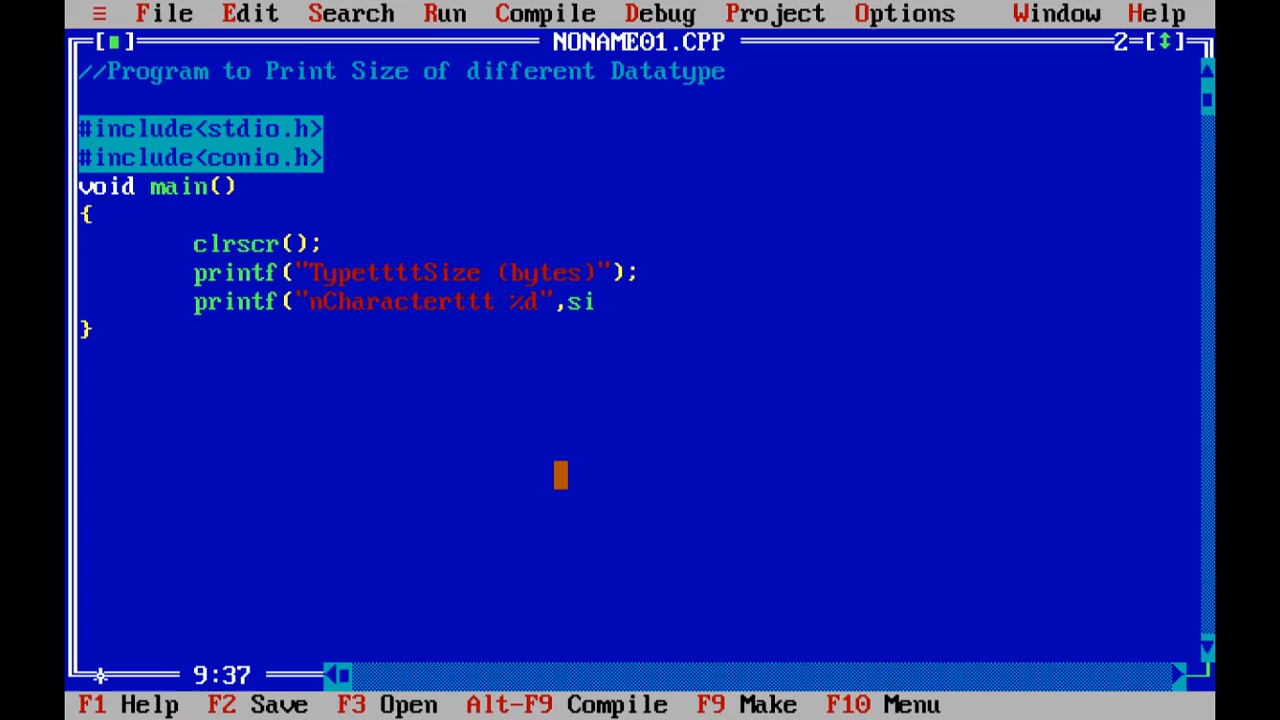 ≡ File Edit Search Run Compile Debug Project Options Window Help
[■] NONAME01.CPP 2=[↕]
//Program to Print Size of different Datatype
#include<stdio.h>
#include<conio.h>
void main()
{
clrscr();
printf("TypettttSize (bytes)");
printf("nCharacterttt %d",si
}
9:37
F1 Help F2 Save F3 Open Alt-F9 Compile F9 Make F10 Menu